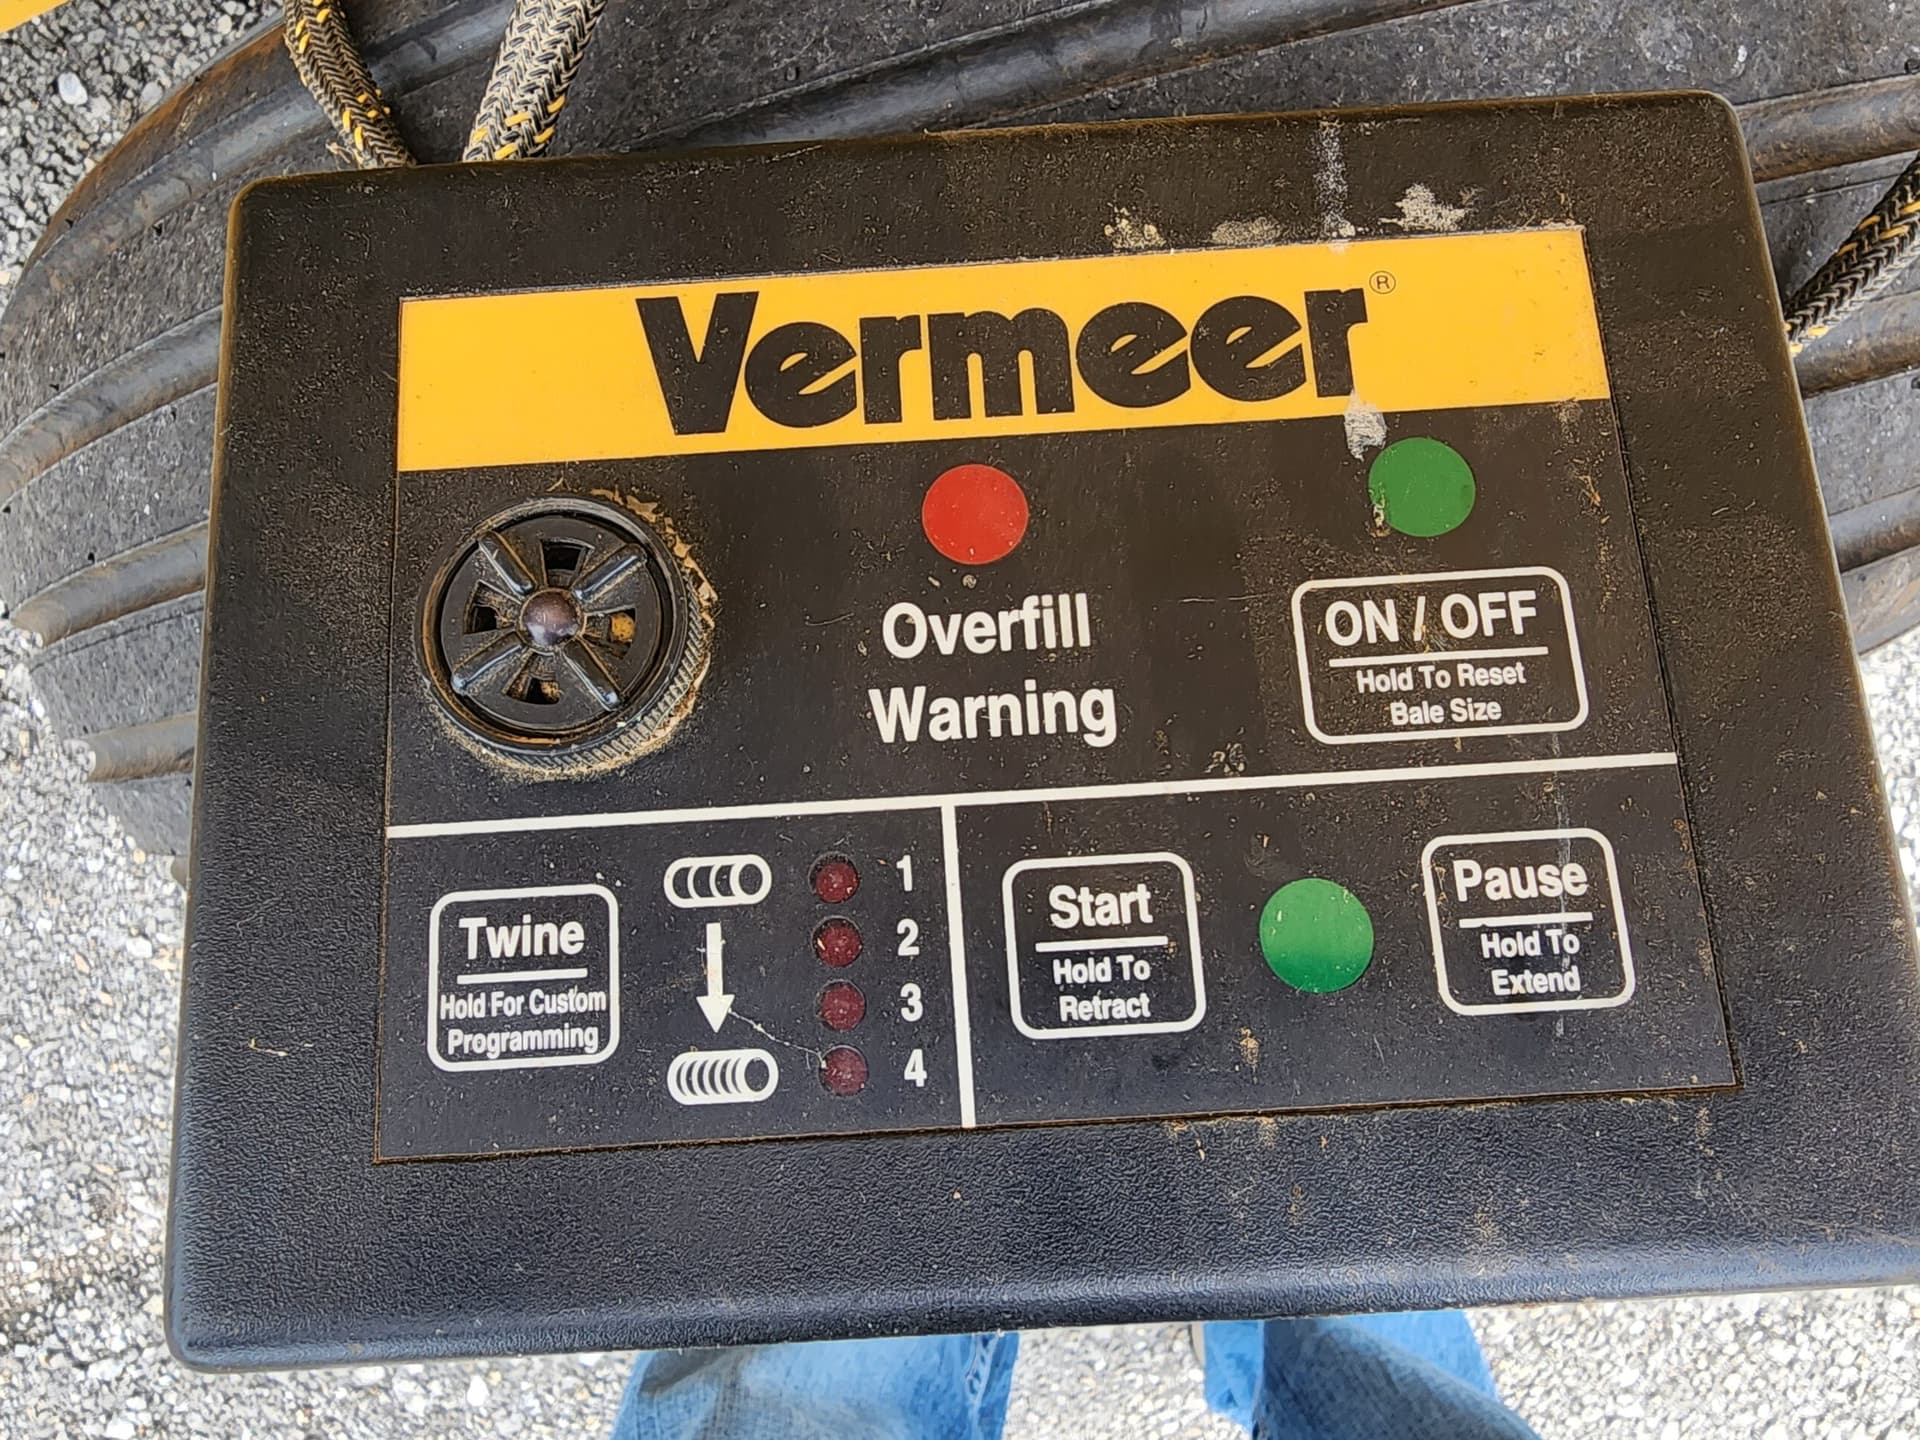 Vermeer®
Overfill
Warning
ON / OFF
Hold To Reset
Bale Size
Twine
Hold For Custom
Programming
1
2
3
4
Start
Hold To
Retract
Pause
Hold To
Extend